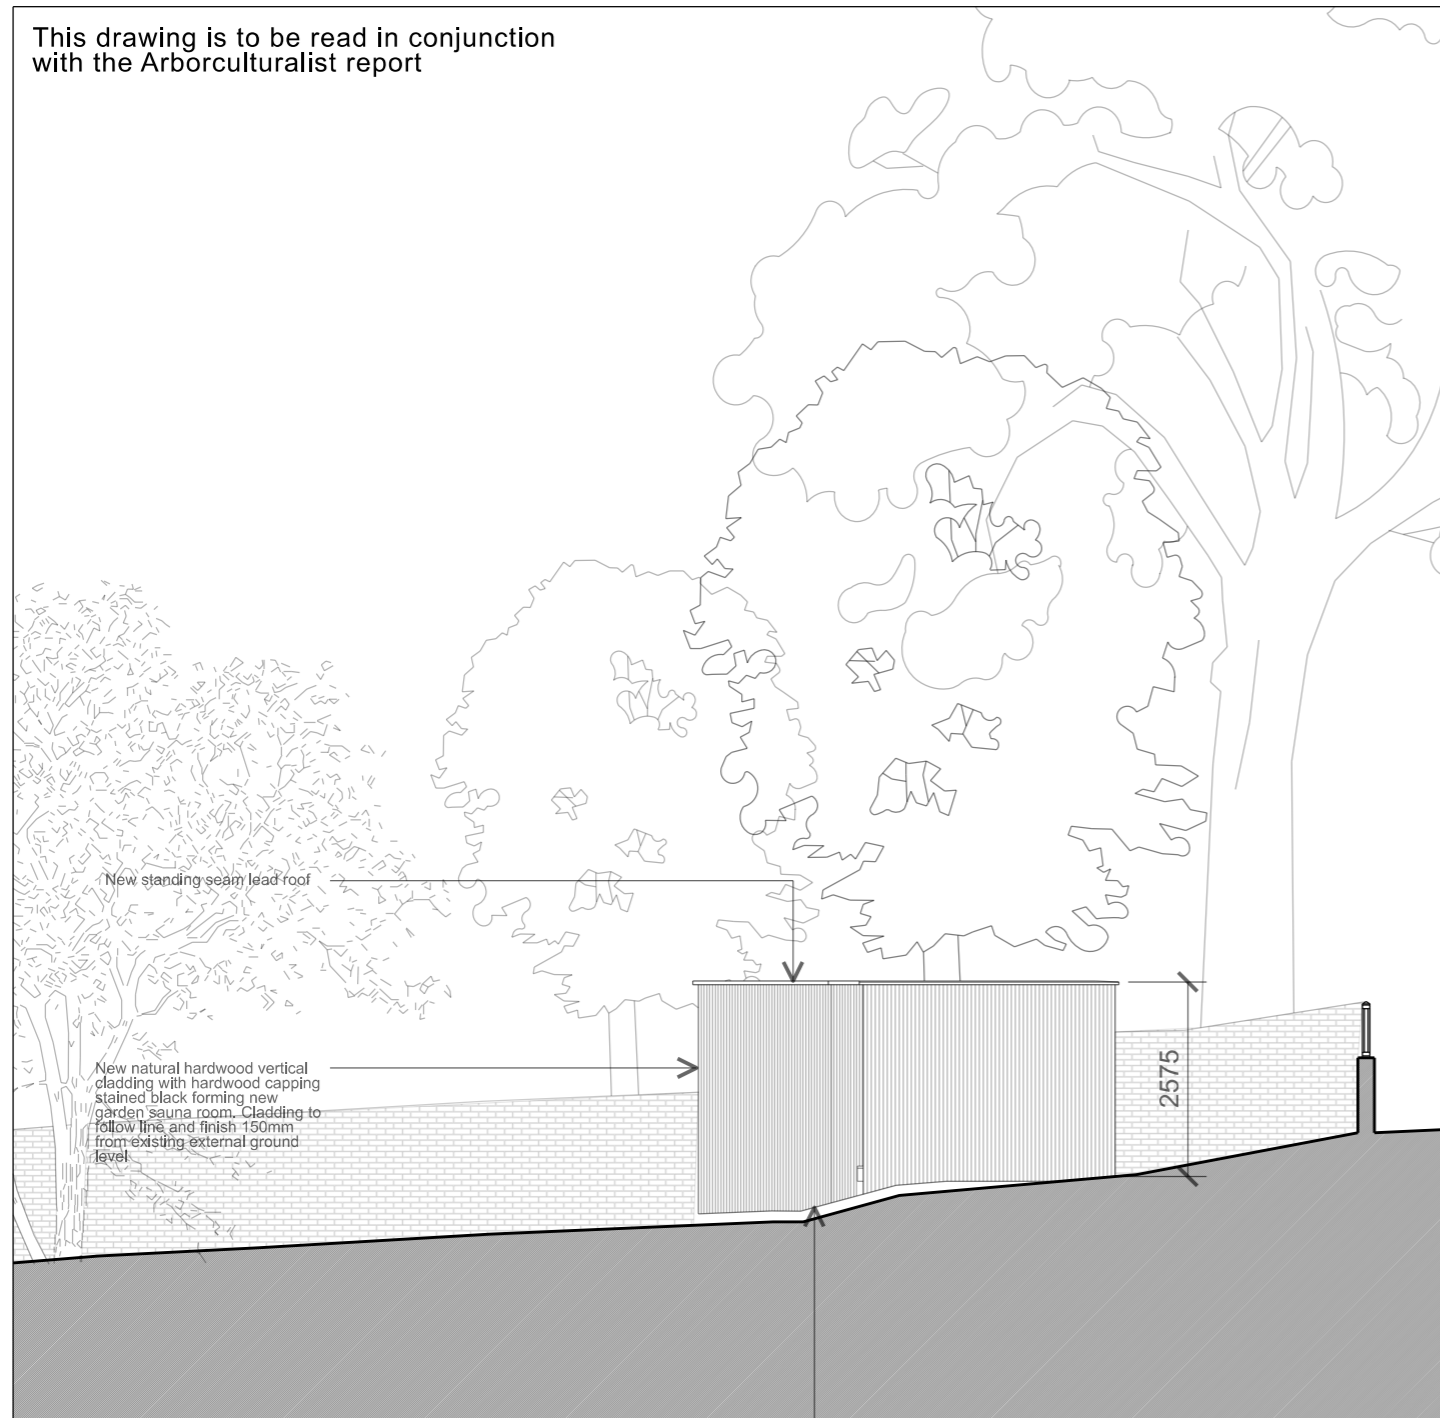 This drawing is to be read in conjunction
with the Arborculturalist report
New standing seam lead roof
New natural hardwood vertical
cladding with hardwood capping
stained black forming new
garden sauna room. Cladding to
follow line and finish 150mm
from existing external ground
level
2575